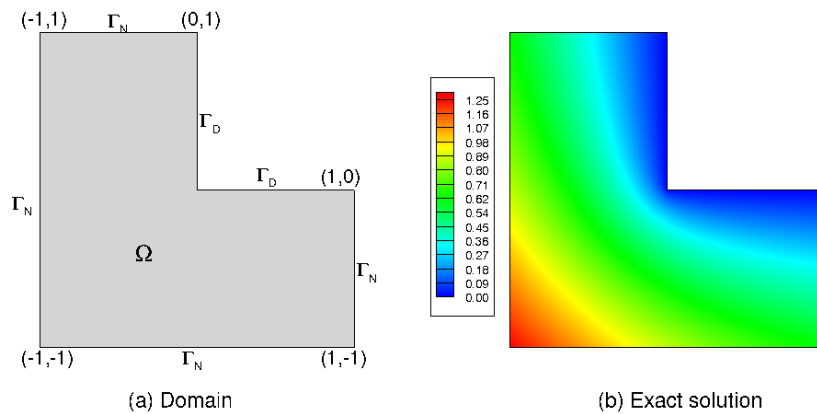 (-1,1)
Γ_N
(0,1)
Γ_D
Γ_D
(1,0)
Γ_N
Ω
Γ_N
(-1,-1)
Γ_N
(1,-1)
(a) Domain
1.25
1.16
1.07
0.98
0.89
0.80
0.71
0.62
0.54
0.45
0.36
0.27
0.18
0.09
0.00
(b) Exact solution